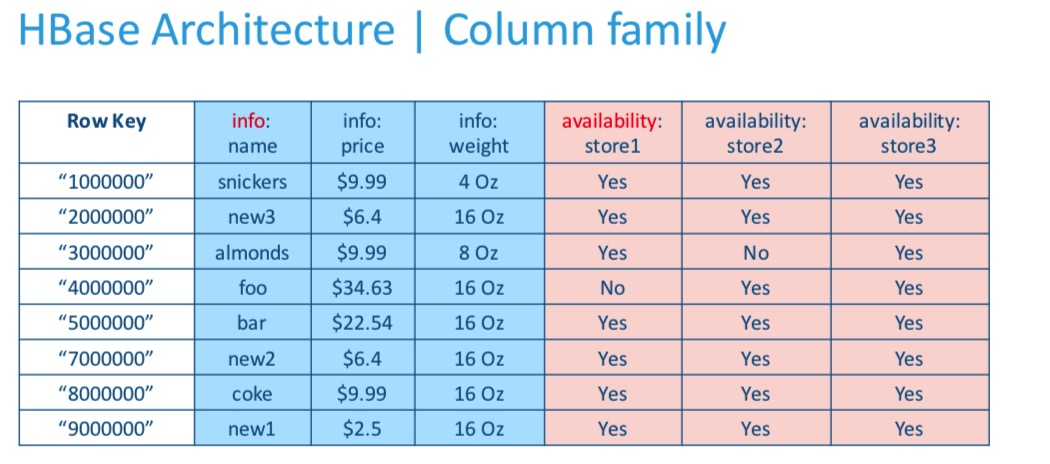 HBase Architecture | Column family
Row Key info: info: info: availability: availability: availability:
name price weight store1 store2 store3
“1000000” snickers $9.99 4 Oz Yes Yes Yes
“2000000” new3 $6.4 16 Oz Yes Yes Yes
“3000000” almonds $9.99 8 Oz Yes No Yes
“4000000” foo $34.63 16 Oz No Yes Yes
“5000000” bar $22.54 16 Oz Yes Yes Yes
“7000000” new2 $6.4 16 Oz Yes Yes Yes
“8000000” coke $9.99 16 Oz Yes Yes Yes
“9000000” new1 $2.5 16 Oz Yes Yes Yes